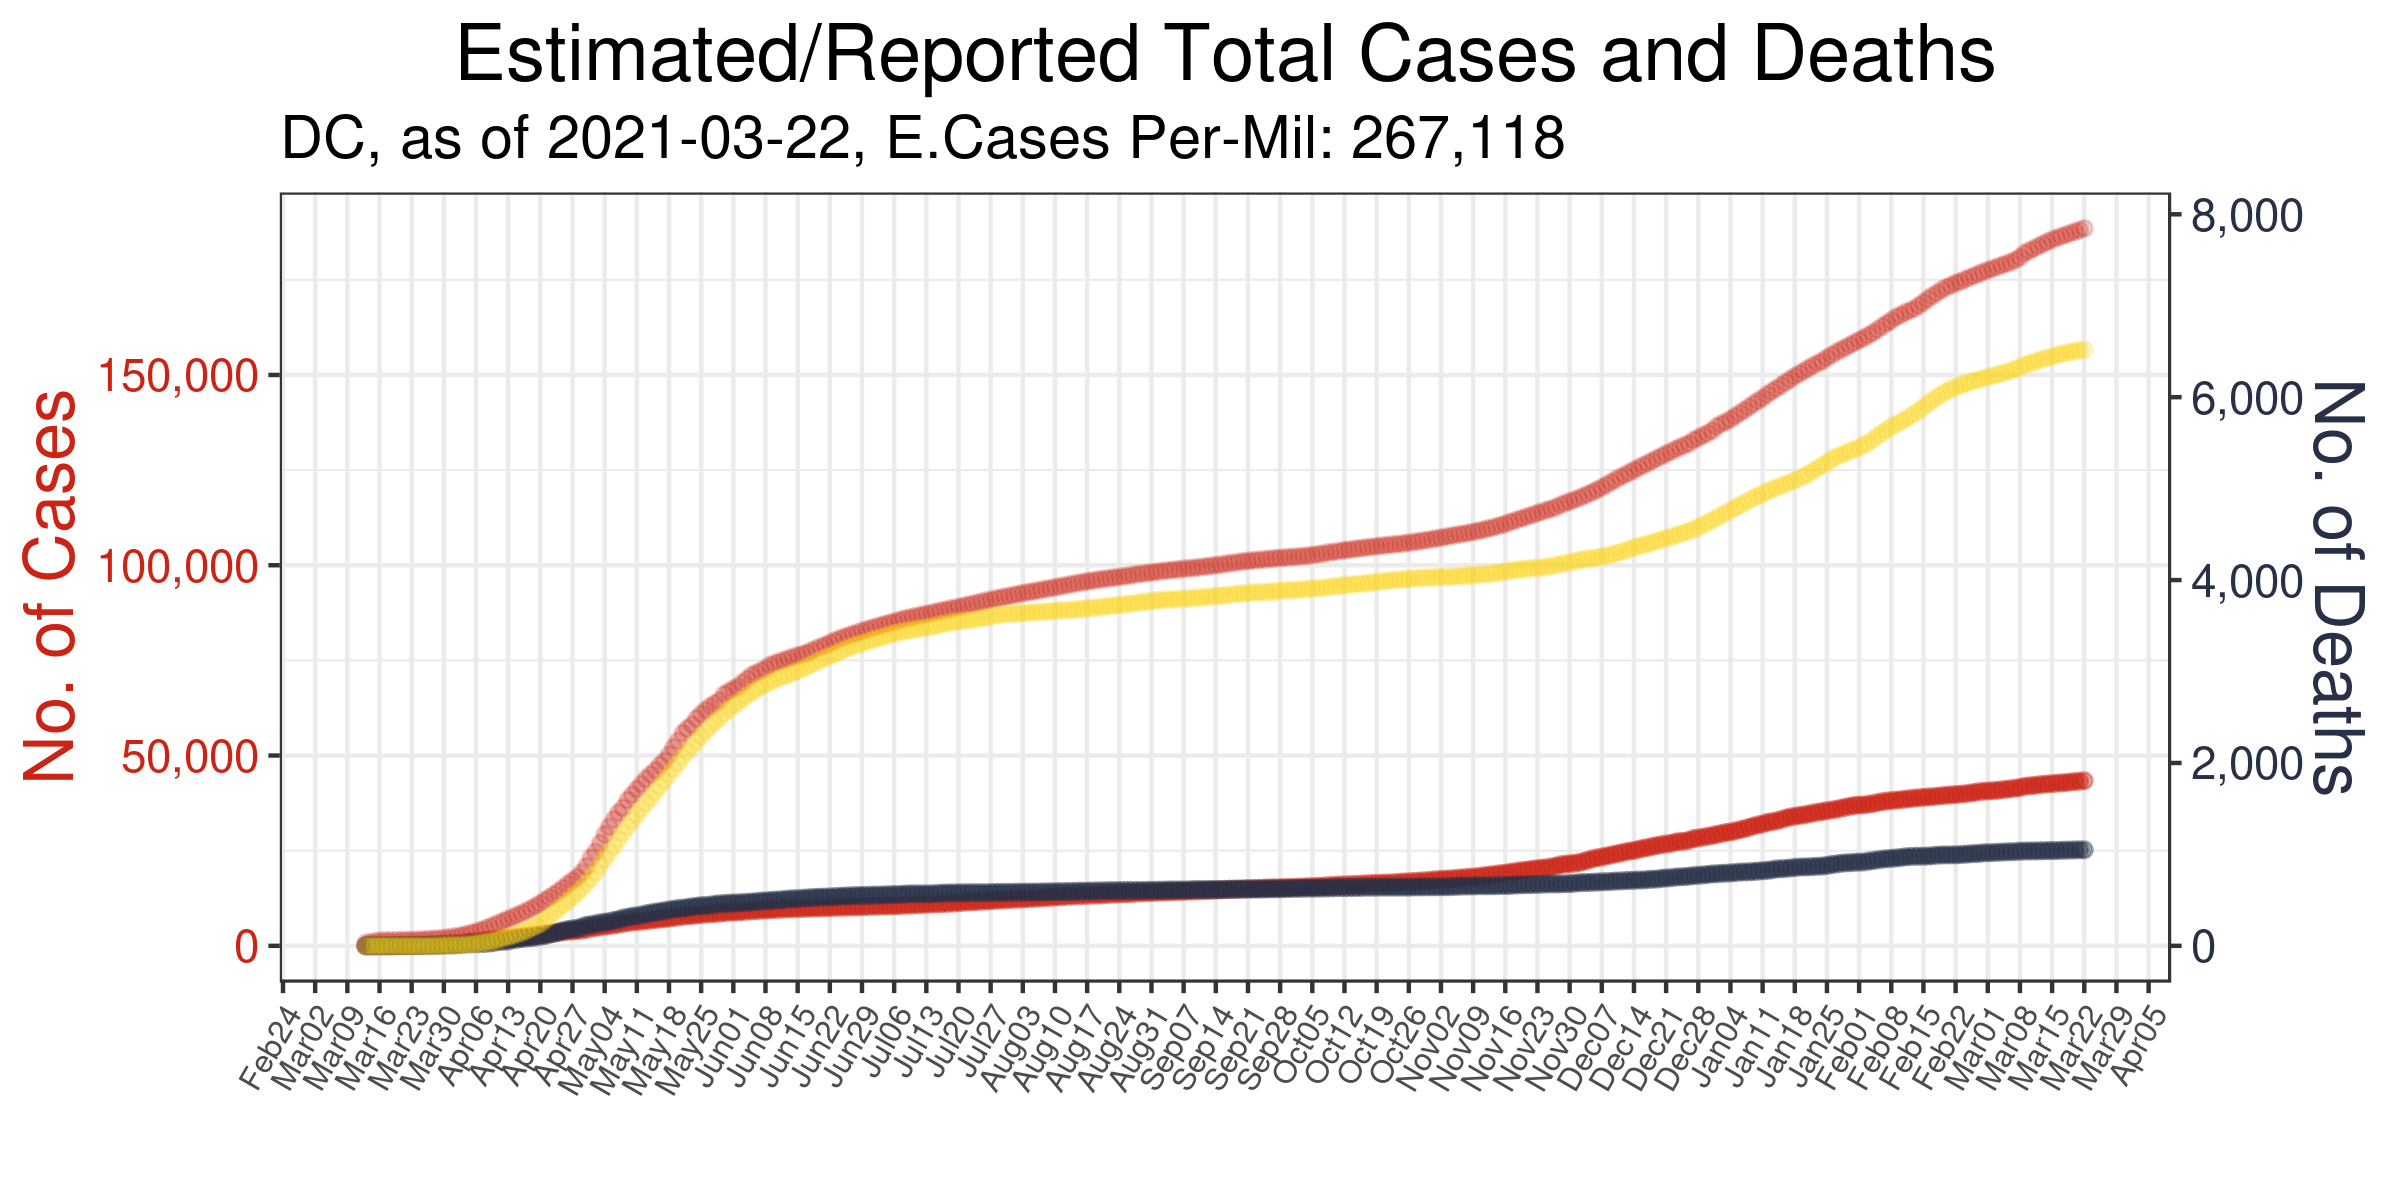 Estimated/Reported Total Cases and Deaths
DC, as of 2021-03-22, E.Cases Per-Mil: 267,118
No. of Cases
150,000
100,000
50,000
0
8,000
6,000
4,000
2,000
0
No. of Deaths
Feb24 Mar02 Mar09 Mar16 Mar23 Mar30 Apr06 Apr13 Apr20 Apr27 May04 May11 May18 May25 Jun01 Jun08 Jun15 Jun22 Jun29 Jul06 Jul13 Jul20 Jul27 Aug03 Aug10 Aug17 Aug24 Aug31 Sep07 Sep14 Sep21 Sep28 Oct05 Oct12 Oct19 Oct26 Nov02 Nov09 Nov16 Nov23 Nov30 Dec07 Dec14 Dec21 Dec28 Jan04 Jan11 Jan18 Jan25 Feb01 Feb08 Feb15 Feb22 Mar01 Mar08 Mar15 Mar22 Mar29 Apr05